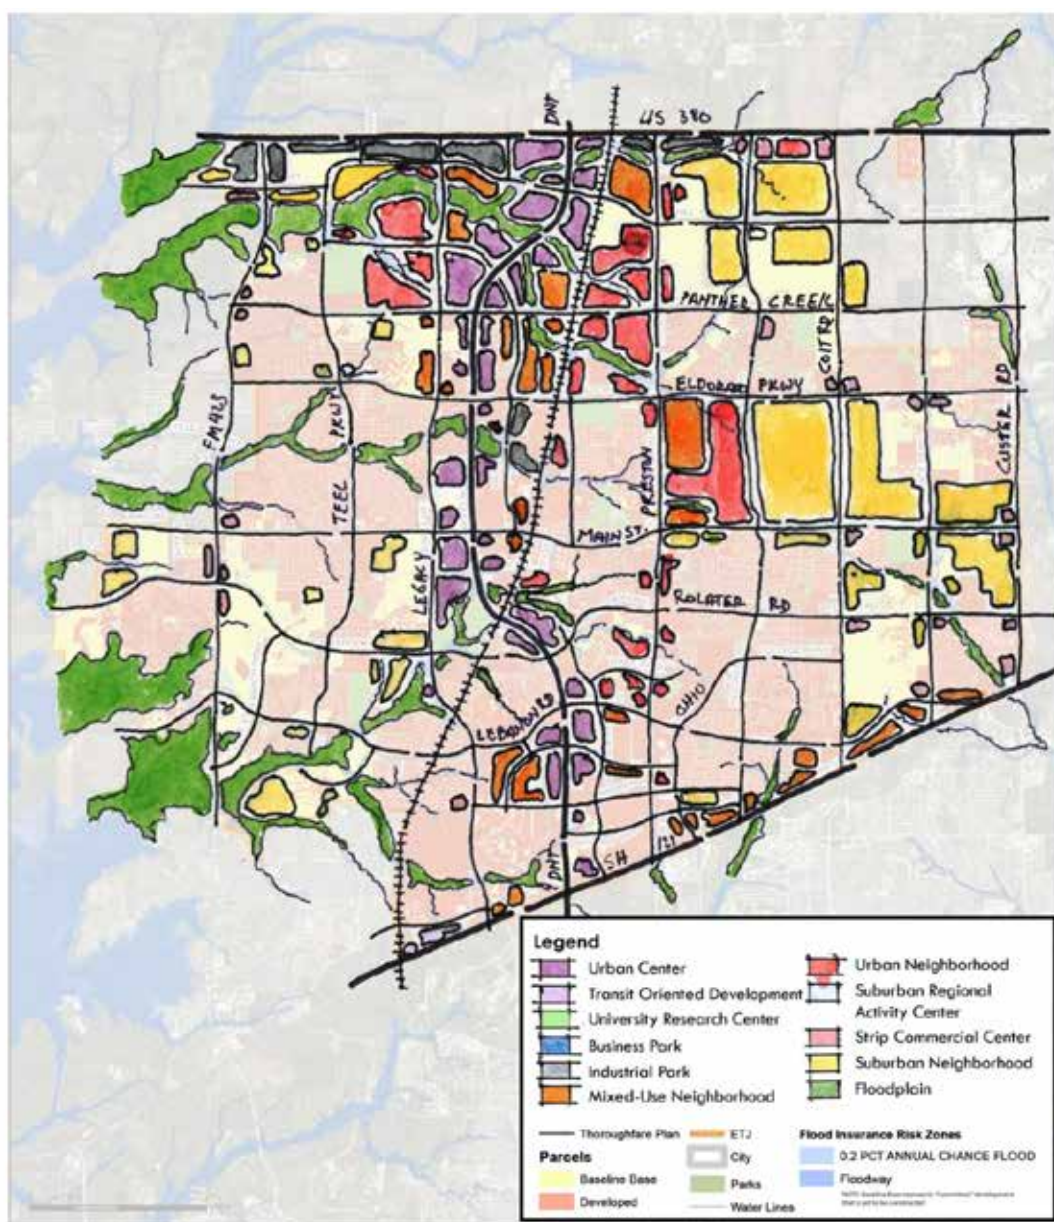 DNT
US 380
PANTHER CREEK
COIT RD
ELDORADO PKWY
FM 423
PKWY
TEEL
CUSTER RD
PRESTON
MAIN ST.
LEGACY
ROLATER RD
OHIO
LEBANON RD
DNT
SH 121
Legend
Urban Center
Transit Oriented Development
University Research Center
Business Park
Industrial Park
Mixed-Use Neighborhood
Urban Neighborhood
Suburban Regional
Activity Center
Strip Commercial Center
Suburban Neighborhood
Floodplain
Thoroughfare Plan
Parcels
Baseline Base
Developed
ETJ
City
Parks
Water Lines
Flood Insurance Risk Zones
0.2 PCT ANNUAL CHANCE FLOOD
Floodway